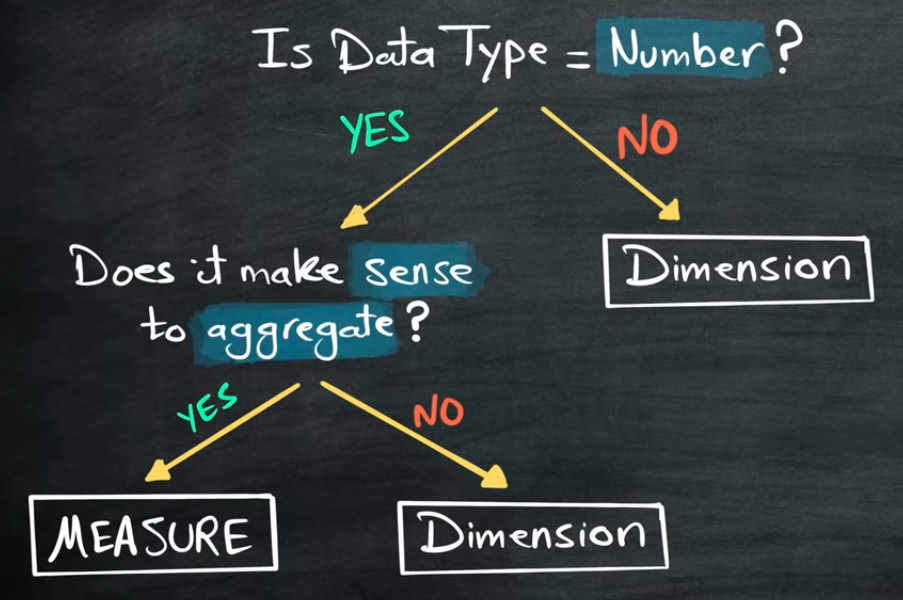 Is Data Type = Number?
YES
NO
Does it make sense
to aggregate?
Dimension
YES
NO
MEASURE
Dimension